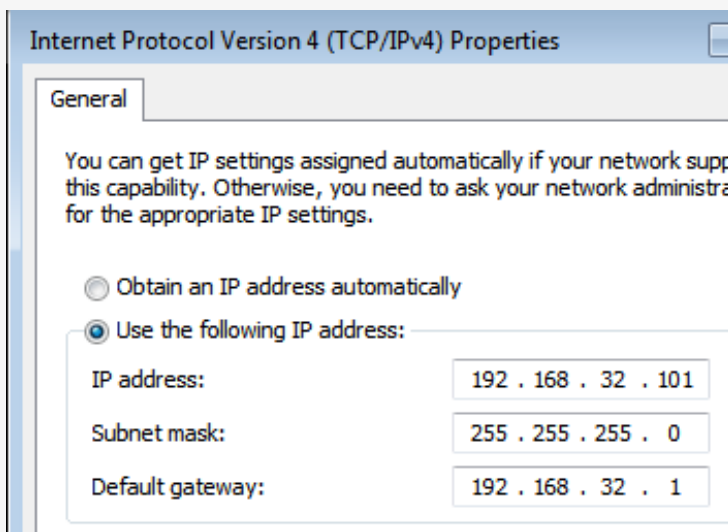 Internet Protocol Version 4 (TCP/IPv4) Properties
General
You can get IP settings assigned automatically if your network
this capability. Otherwise, you need to ask your network
for the appropriate IP settings.
Obtain an IP address automatically
Use the following IP address:
IP address: 192 . 168 . 32 . 101
Subnet mask: 255 . 255 . 255 . 0
Default gateway: 192 . 168 . 32 . 1